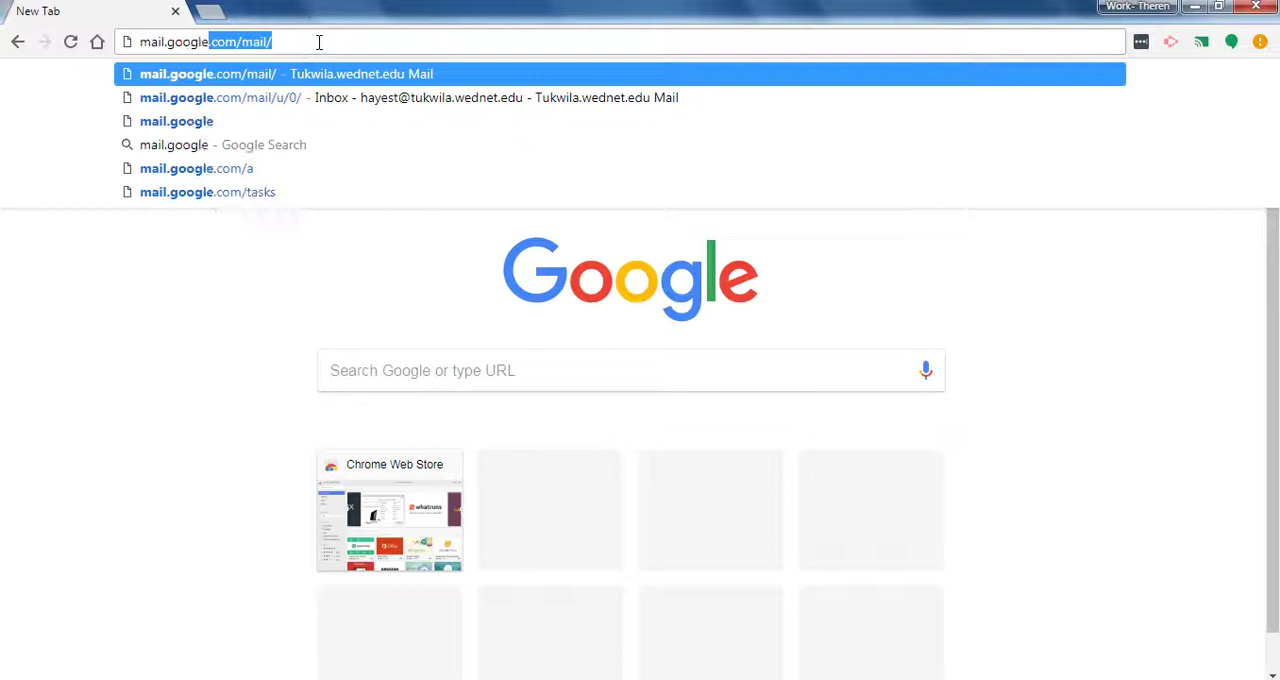 New Tab
Work- Theren
mail.google.com/mail/
mail.google.com/mail/ - Tukwila.wednet.edu Mail
mail.google.com/mail/u/0/ - Inbox - hayest@tukwila.wednet.edu - Tukwila.wednet.edu Mail
mail.google
mail.google - Google Search
mail.google.com/a
mail.google.com/tasks
Google
Search Google or type URL
Chrome Web Store
whatruns